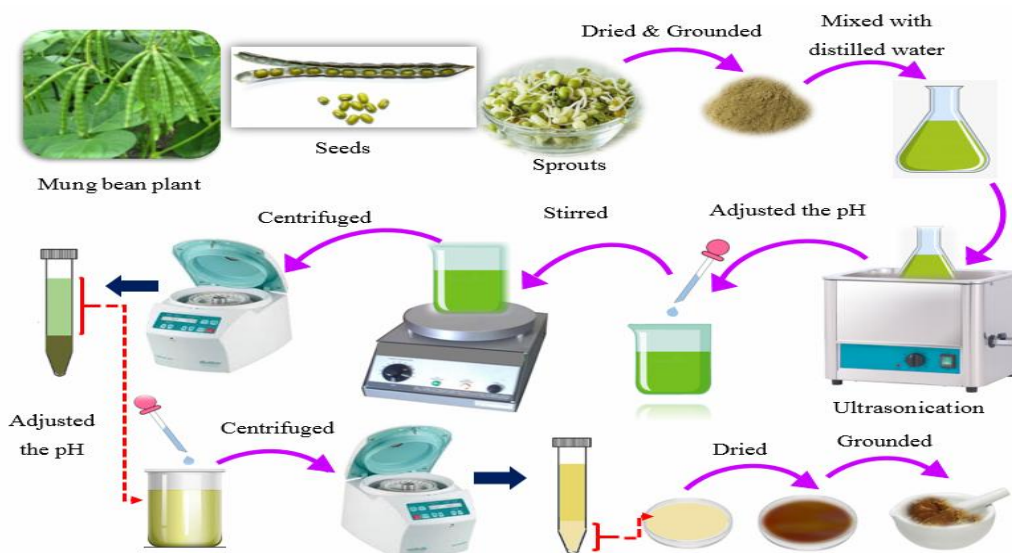 Dried & Grounded
Mixed with
distilled water
Seeds
Sprouts
Mung bean plant
Centrifuged
Stirred
Adjusted the pH
Ultrasonication
Adjusted
the pH
Centrifuged
Dried
Grounded